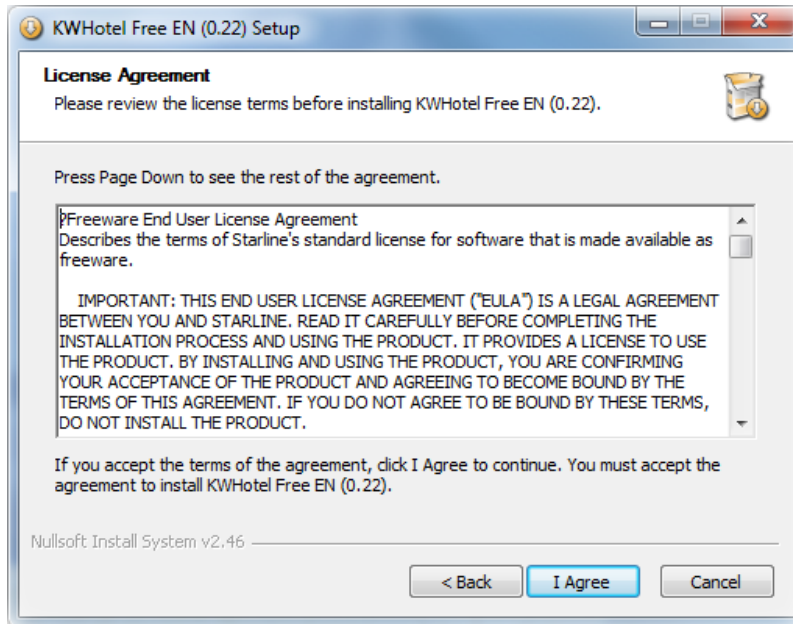 KWHotel Free EN (0.22) Setup
License Agreement
Please review the license terms before installing KWHotel Free EN (0.22).
Press Page Down to see the rest of the agreement.
?Freeware End User License Agreement
Describes the terms of Starline's standard license for software that is made available as
freeware.
IMPORTANT: THIS END USER LICENSE AGREEMENT ("EULA") IS A LEGAL AGREEMENT
BETWEEN YOU AND STARLINE. READ IT CAREFULLY BEFORE COMPLETING THE
INSTALLATION PROCESS AND USING THE PRODUCT. IT PROVIDES A LICENSE TO USE
THE PRODUCT. BY INSTALLING AND USING THE PRODUCT, YOU ARE CONFIRMING
YOUR ACCEPTANCE OF THE PRODUCT AND AGREEING TO BECOME BOUND BY THE
TERMS OF THIS AGREEMENT. IF YOU DO NOT AGREE TO BE BOUND BY THESE TERMS,
DO NOT INSTALL THE PRODUCT.
If you accept the terms of the agreement, click I Agree to continue. You must accept the
agreement to install KWHotel Free EN (0.22).
Nullsoft Install System v2.46
< Back
I Agree
Cancel